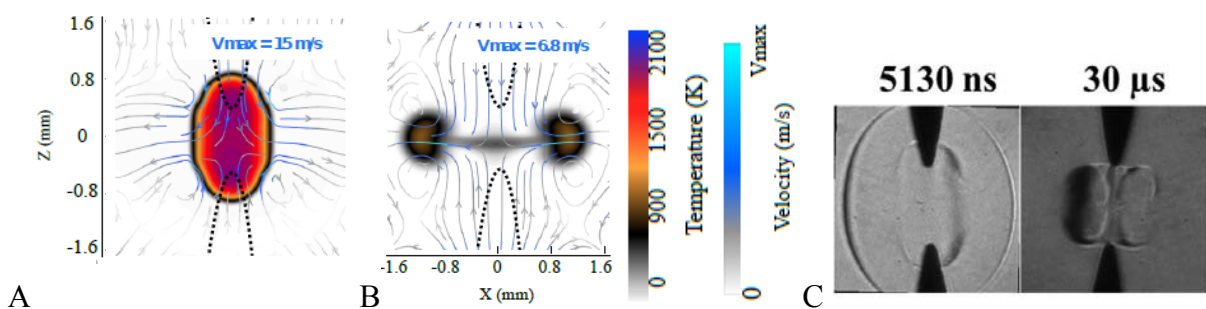 1.6
0.8
0
-0.8
-1.6
Z (mm)
Vmax = 15 m/s
A
Vmax = 6.8 m/s
-1.6 -0.8 0 0.8 1.6
X (mm)
B
0 900 1500 2100
Temperature (K)
0 Vmax
Velocity (m/s)
5130 ns 30 µs
C